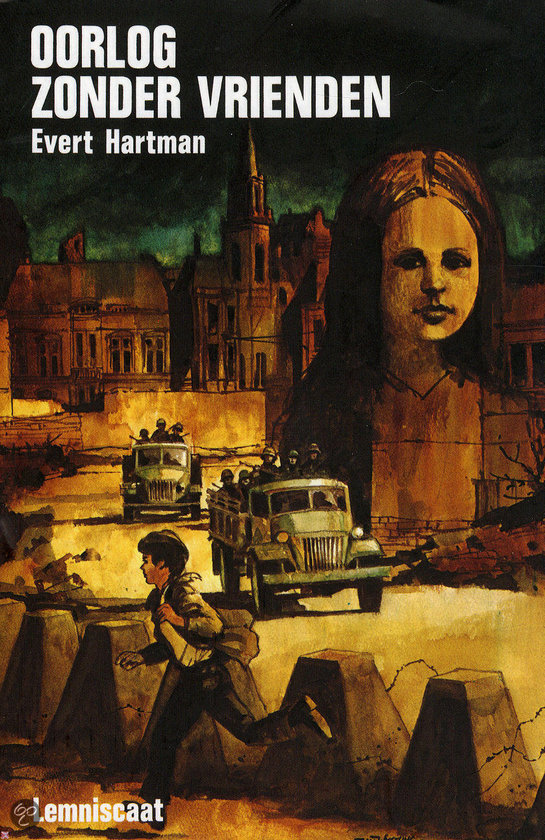 OORLOG
ZONDER VRIENDEN
Evert Hartman
Lemniscaat